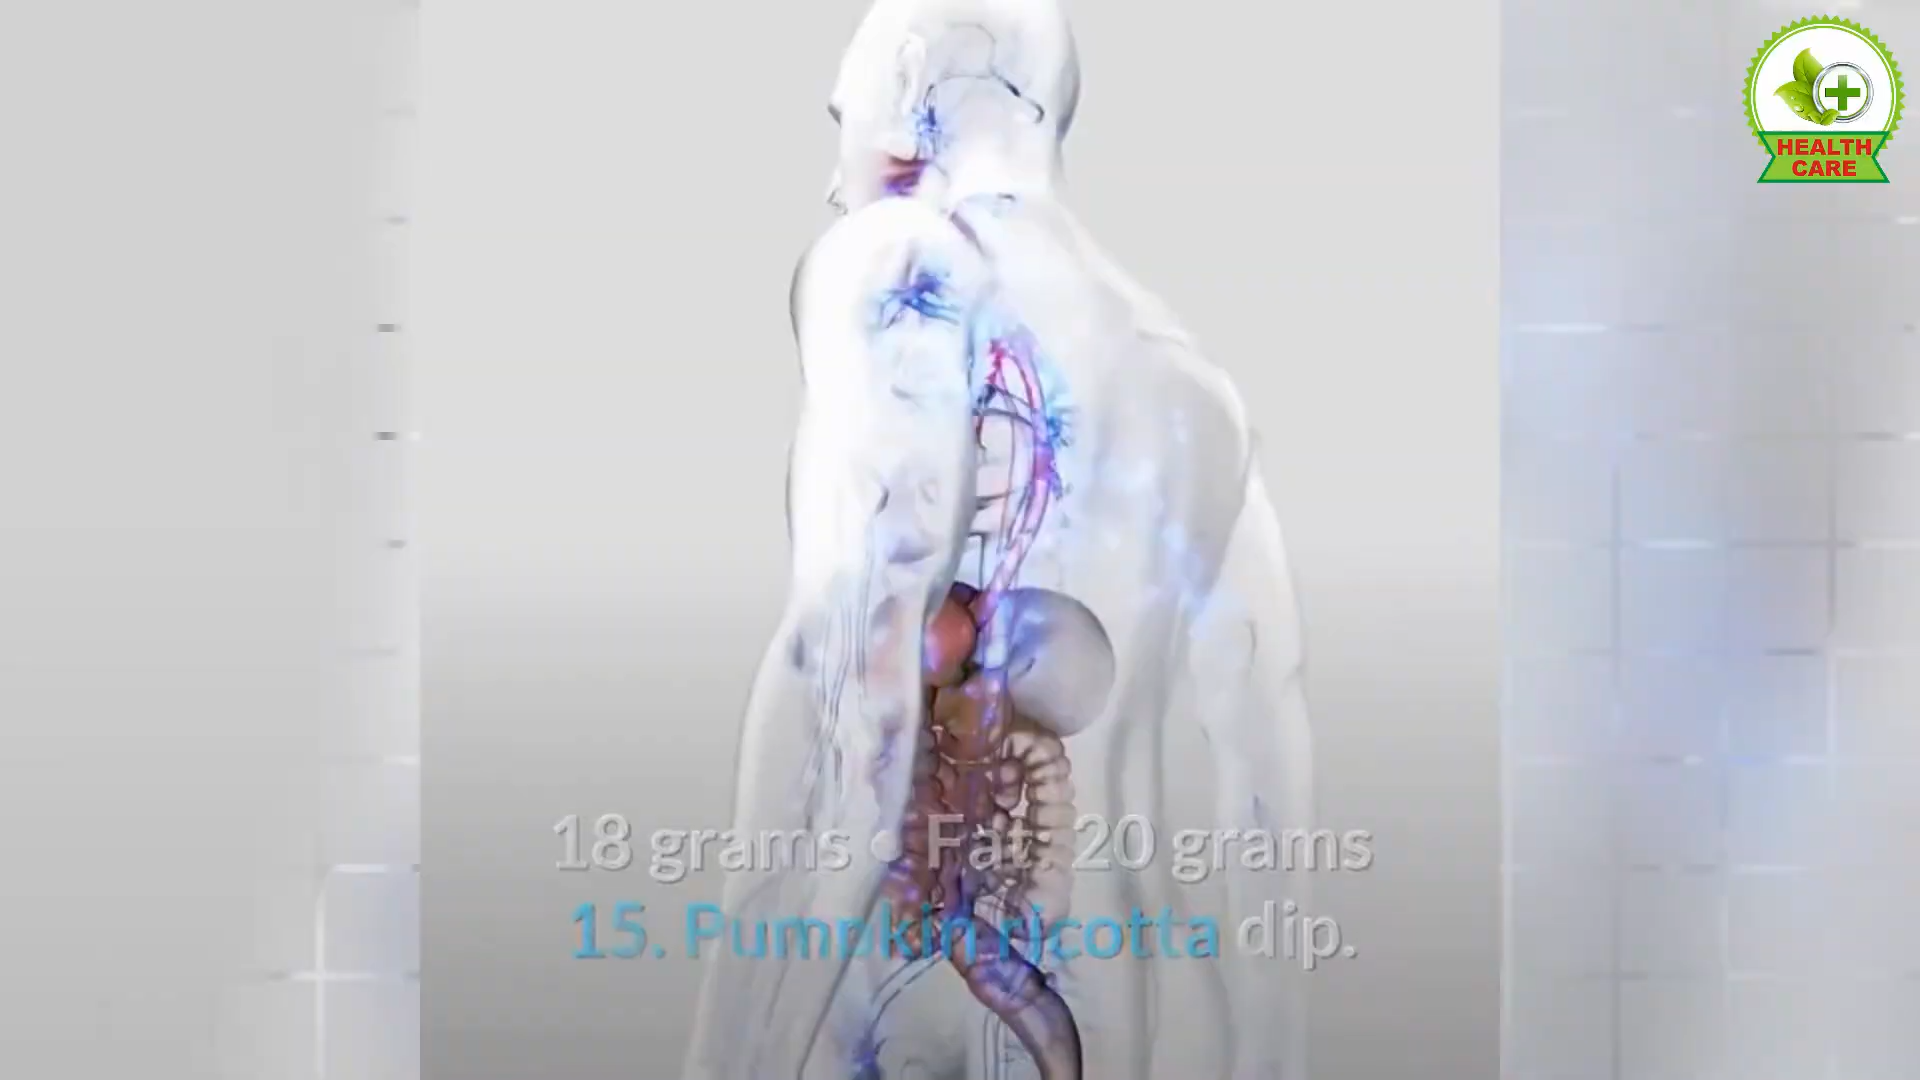 HEALTH
CARE
18 grams • Fat: 20 grams
15. Pumpkin ricotta dip.